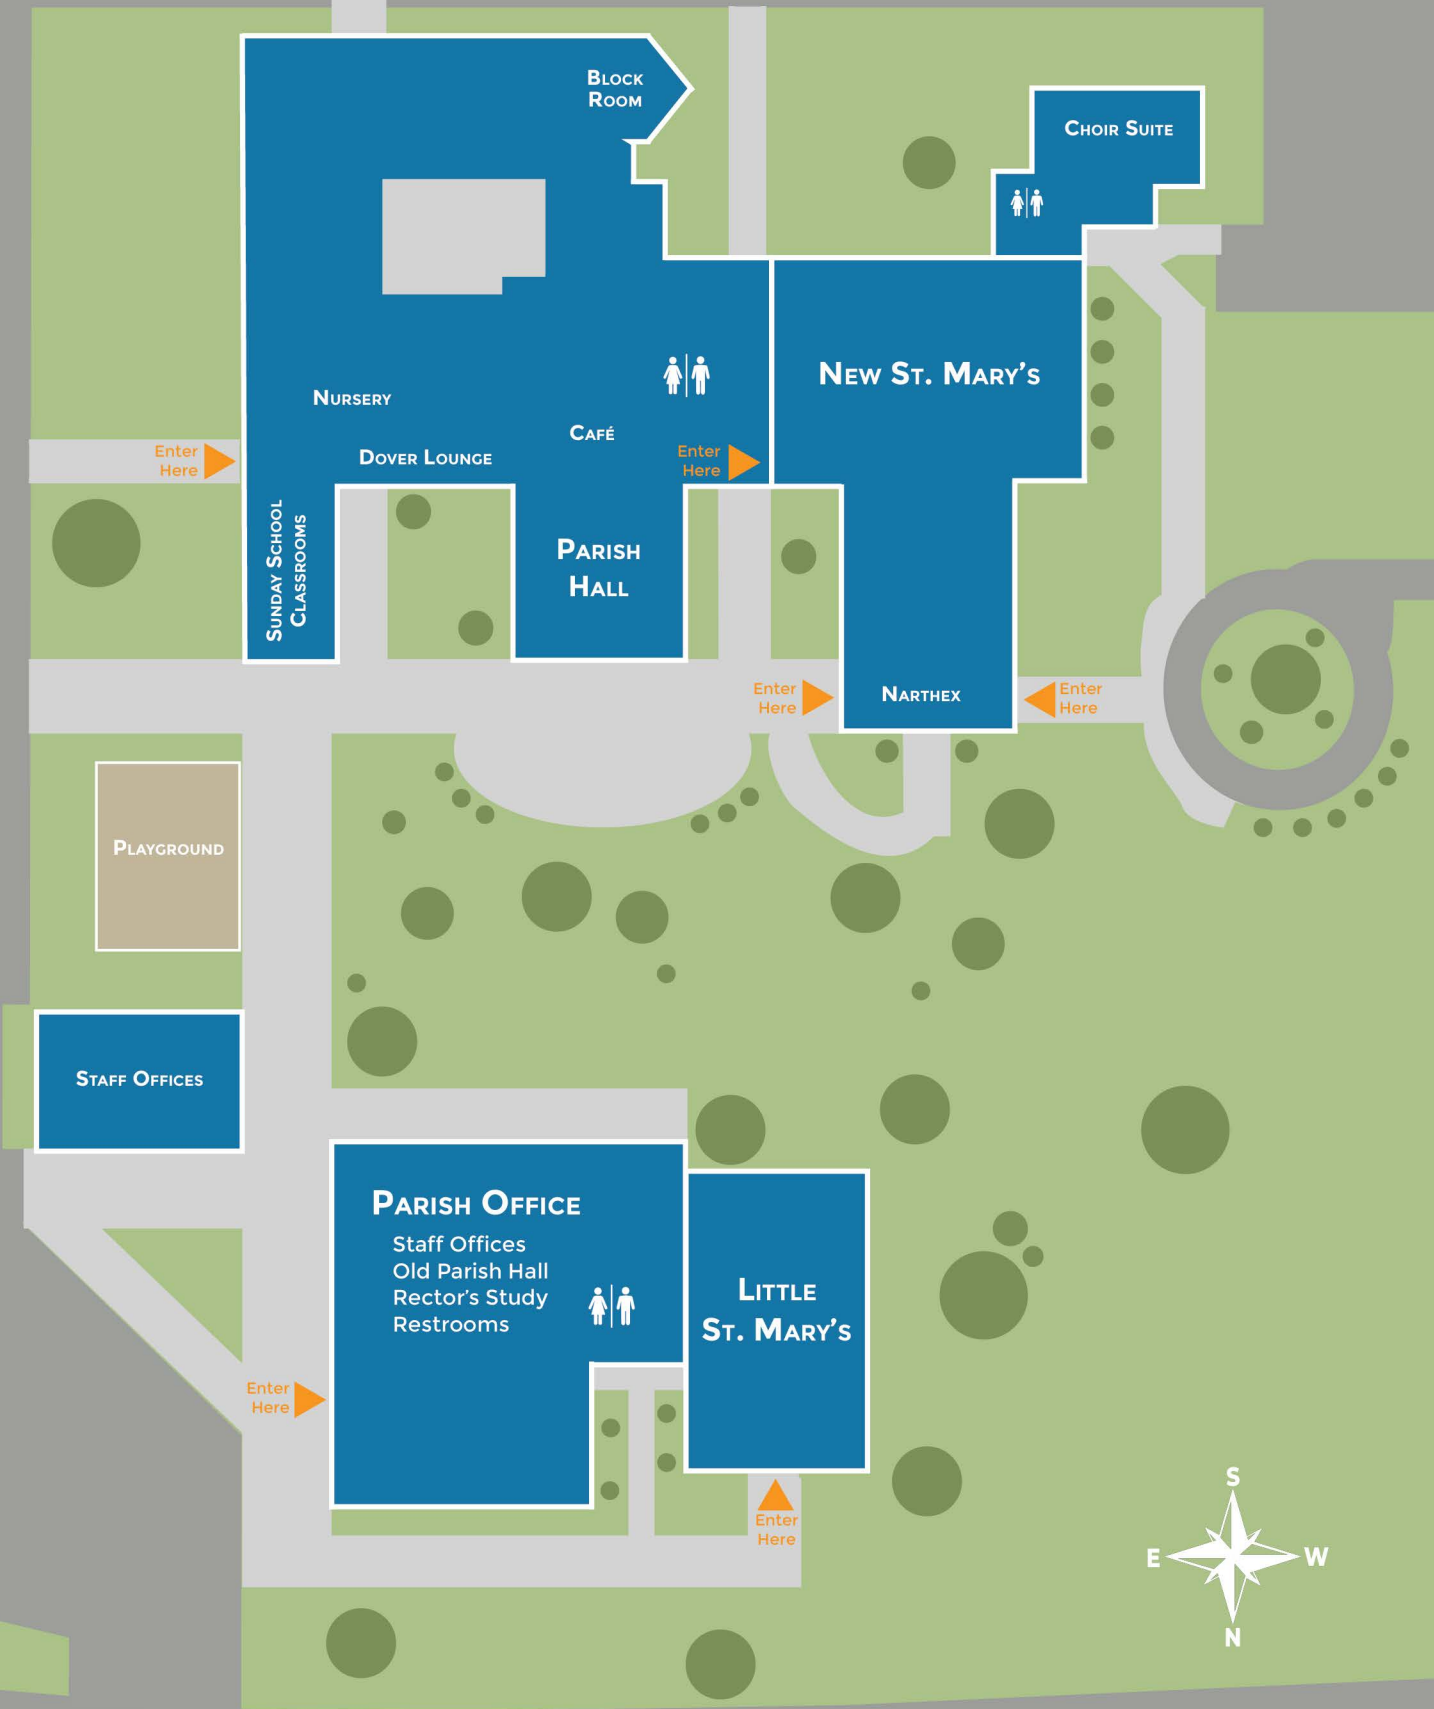 BLOCK
ROOM
CHOIR SUITE
NEW ST. MARY'S
NURSERY
CAFÉ
DOVER LOUNGE
Enter
Here
Enter
Here
SUNDAY SCHOOL
CLASSROOMS
PARISH
HALL
Enter
Here
NARTHEX
Enter
Here
PLAYGROUND
STAFF OFFICES
PARISH OFFICE
Staff Offices
Old Parish Hall
Rector's Study
Restrooms
LITTLE
ST. MARY'S
Enter
Here
Enter
Here
S
E
W
N